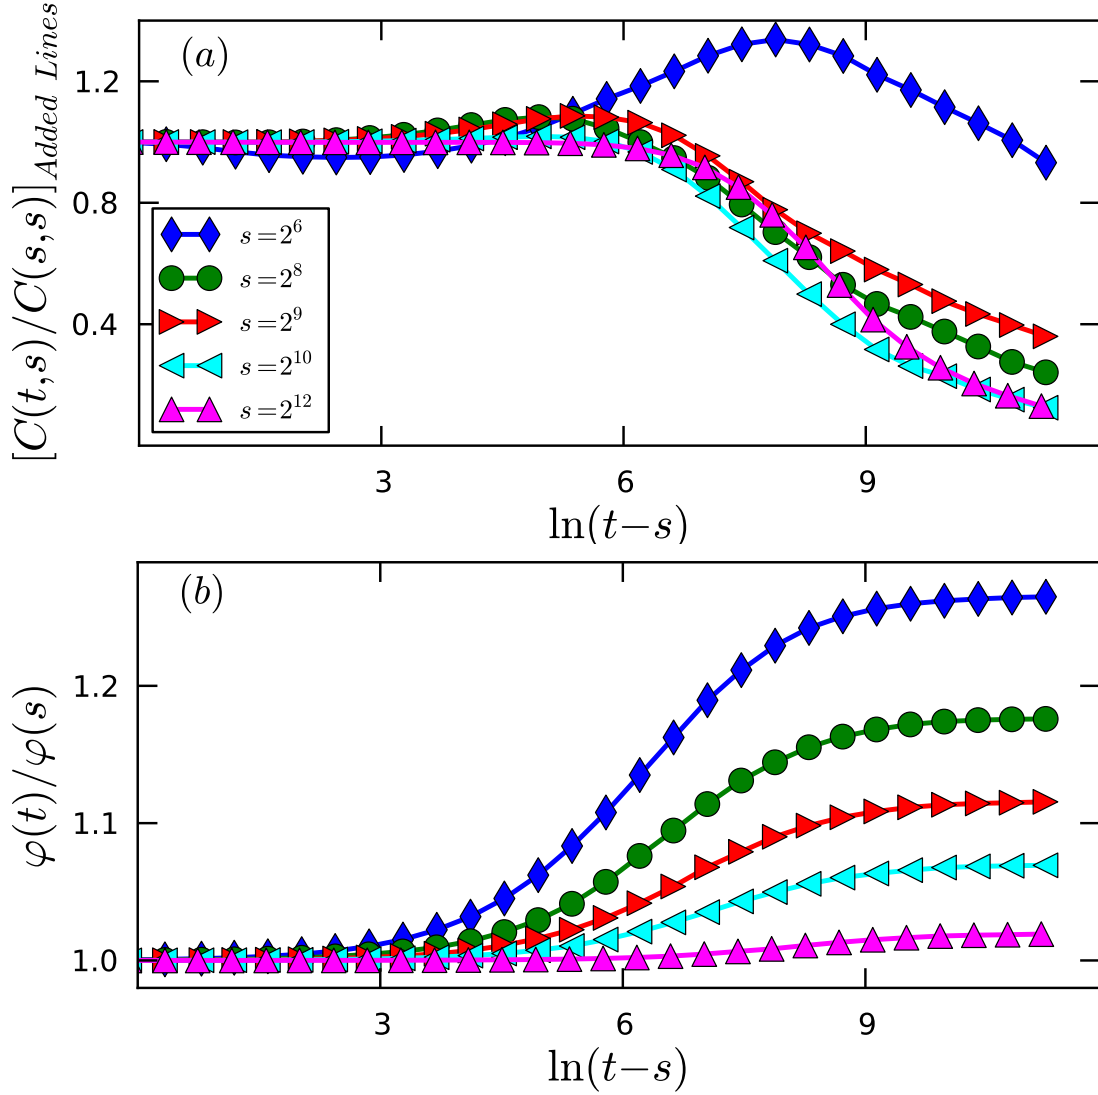 (a)
[C(t,s)/C(s,s)]_{Added Lines}
1.2
0.8
0.4
s=2^6
s=2^8
s=2^9
s=2^{10}
s=2^{12}
3 6 9
ln(t−s)
(b)
φ(t)/φ(s)
1.2
1.1
1.0
3 6 9
ln(t−s)